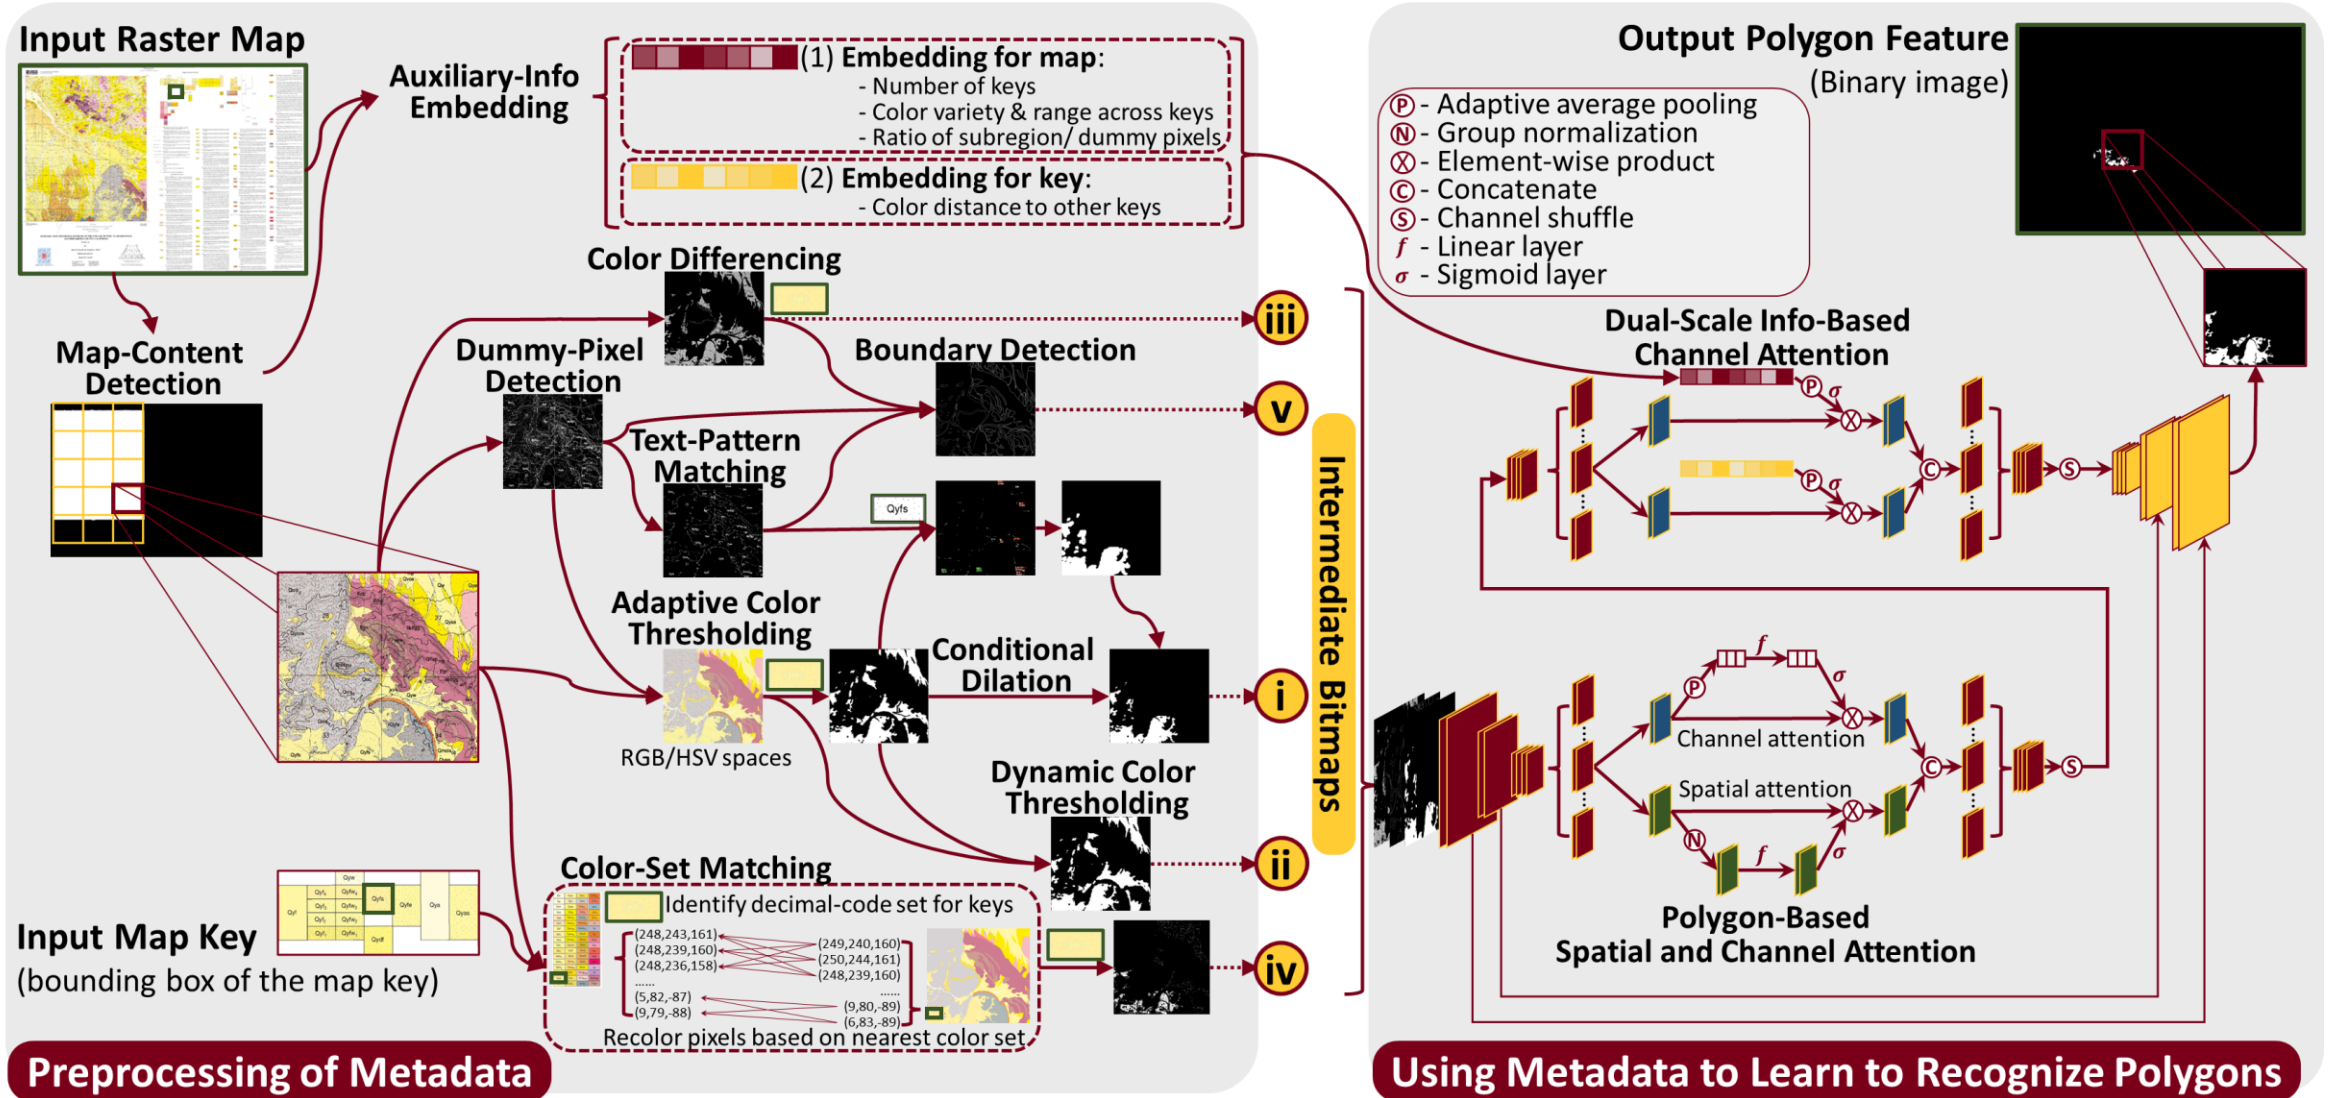 Input Raster Map
Auxiliary-Info
Embedding
(1) Embedding for map:
- Number of keys
- Color variety & range across keys
- Ratio of subregion/ dummy pixels
(2) Embedding for key:
- Color distance to other keys
Map-Content
Detection
Color Differencing
Dummy-Pixel
Detection
Boundary Detection
Text-Pattern
Matching
Qyfs
Adaptive Color
Thresholding
RGB/HSV spaces
Conditional
Dilation
Dynamic Color
Thresholding
iii
v
i
ii
iv
Input Map Key
(bounding box of the map key)
Qyw
Qyf
Qyfs
Qyfe
Qya
Qyas
Qydf
Color-Set Matching
Identify decimal-code set for keys
(248,243,161)
(248,239,160)
(248,236,158)
......
(5,82,-87)
(9,79,-88)
(249,240,160)
(250,244,161)
(248,239,160)
......
(9,80,-89)
(6,83,-89)
Recolor pixels based on nearest color set
Preprocessing of Metadata
Intermediate Bitmaps
Output Polygon Feature
(Binary image)
P - Adaptive average pooling
N - Group normalization
X - Element-wise product
C - Concatenate
S - Channel shuffle
f - Linear layer
σ - Sigmoid layer
Dual-Scale Info-Based
Channel Attention
P σ
X
C
S
P σ
X
f
P
σ
X
Channel attention
C
S
Spatial attention
X
N
f
σ
Polygon-Based
Spatial and Channel Attention
Using Metadata to Learn to Recognize Polygons